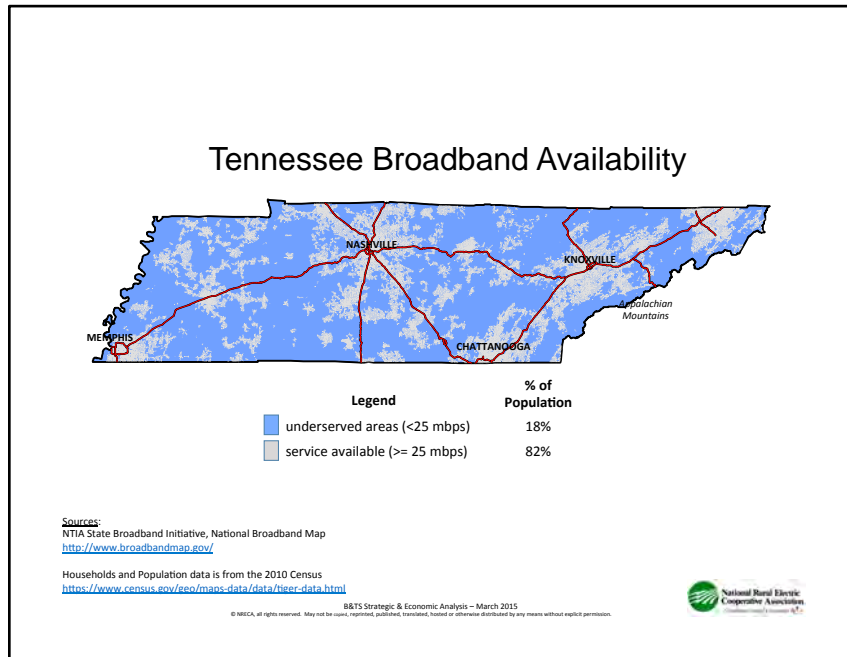 Tennessee Broadband Availability
NASHVILLE
KNOXVILLE
Appalachian
Mountains
MEMPHIS
CHATTANOOGA
Legend
% of
Population
underserved areas (<25 mbps)
18%
service available (>= 25 mbps)
82%
Sources:
NTIA State Broadband Initiative, National Broadband Map
http://www.broadbandmap.gov/
Households and Population data is from the 2010 Census
https://www.census.gov/geo/maps-data/data/tiger-data.html
B&TS Strategic & Economic Analysis – March 2015
© NRECA, all rights reserved. May not be copied, reprinted, published, translated, hosted or otherwise distributed by any means without explicit permission.
National Rural Electric
Cooperative Association